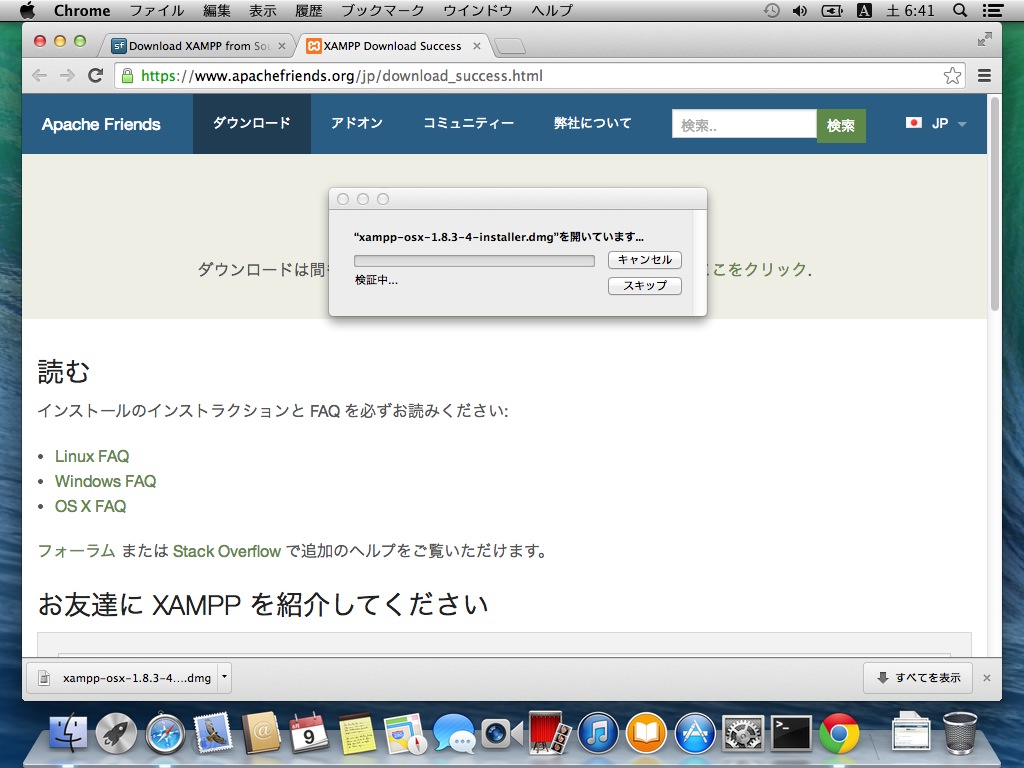 Chrome ファイル 編集 表示 履歴 ブックマーク ウインドウ ヘルプ 土 6:41
Download XAMPP from Sou
XAMPP Download Success
https://www.apachefriends.org/jp/download_success.html
Apache Friends ダウンロード アドオン コミュニティー 弊社について 検索.. 検索 JP
"xampp-osx-1.8.3-4-installer.dmg"を開いています...
キャンセル
検証中...
スキップ
ダウンロードは間
こをクリック.
読む
インストールのインストラクションと FAQ を必ずお読みください:
• Linux FAQ
• Windows FAQ
• OS X FAQ
フォーラム または Stack Overflow で追加のヘルプをご覧いただけます。
お友達に XAMPP を紹介してください
xampp-osx-1.8.3-4....dmg
すべてを表示
9